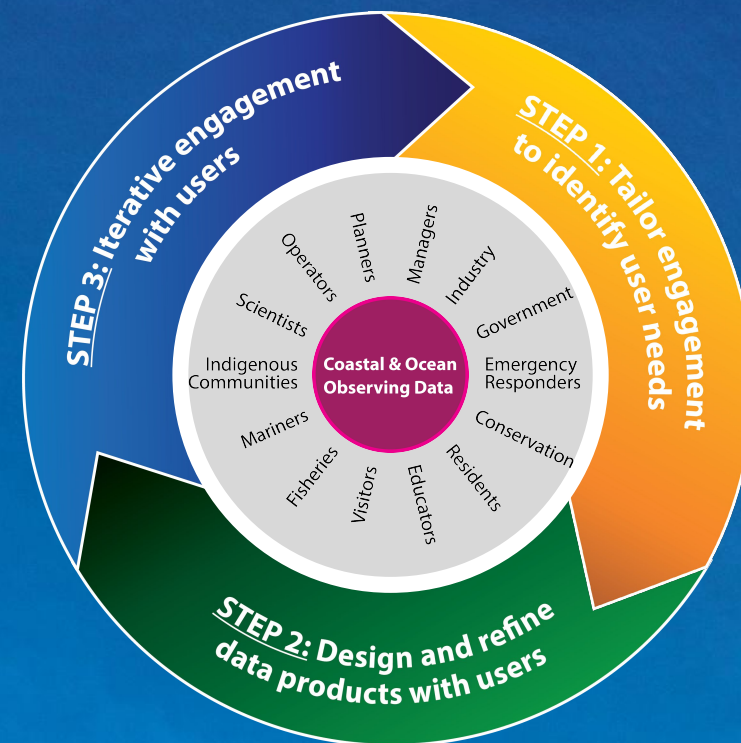 STEP 1: Tailor engagement
to identify user needs
STEP 2: Design and refine
data products with users
STEP 3: Iterative engagement
with users
Coastal & Ocean
Observing Data
Managers
Industry
Government
Emergency
Responders
Conservation
Residents
Educators
Visitors
Fisheries
Mariners
Indigenous
Communities
Scientists
Operators
Planners